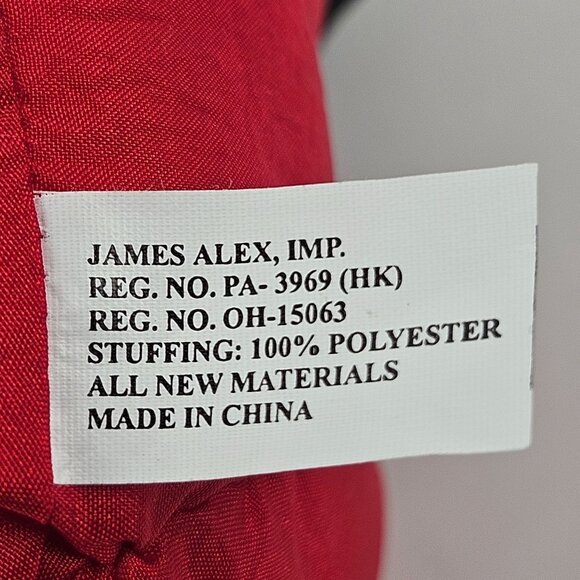 JAMES ALEX, IMP.
REG. NO. PA- 3969 (HK)
REG. NO. OH-15063
STUFFING: 100% POLYESTER
ALL NEW MATERIALS
MADE IN CHINA